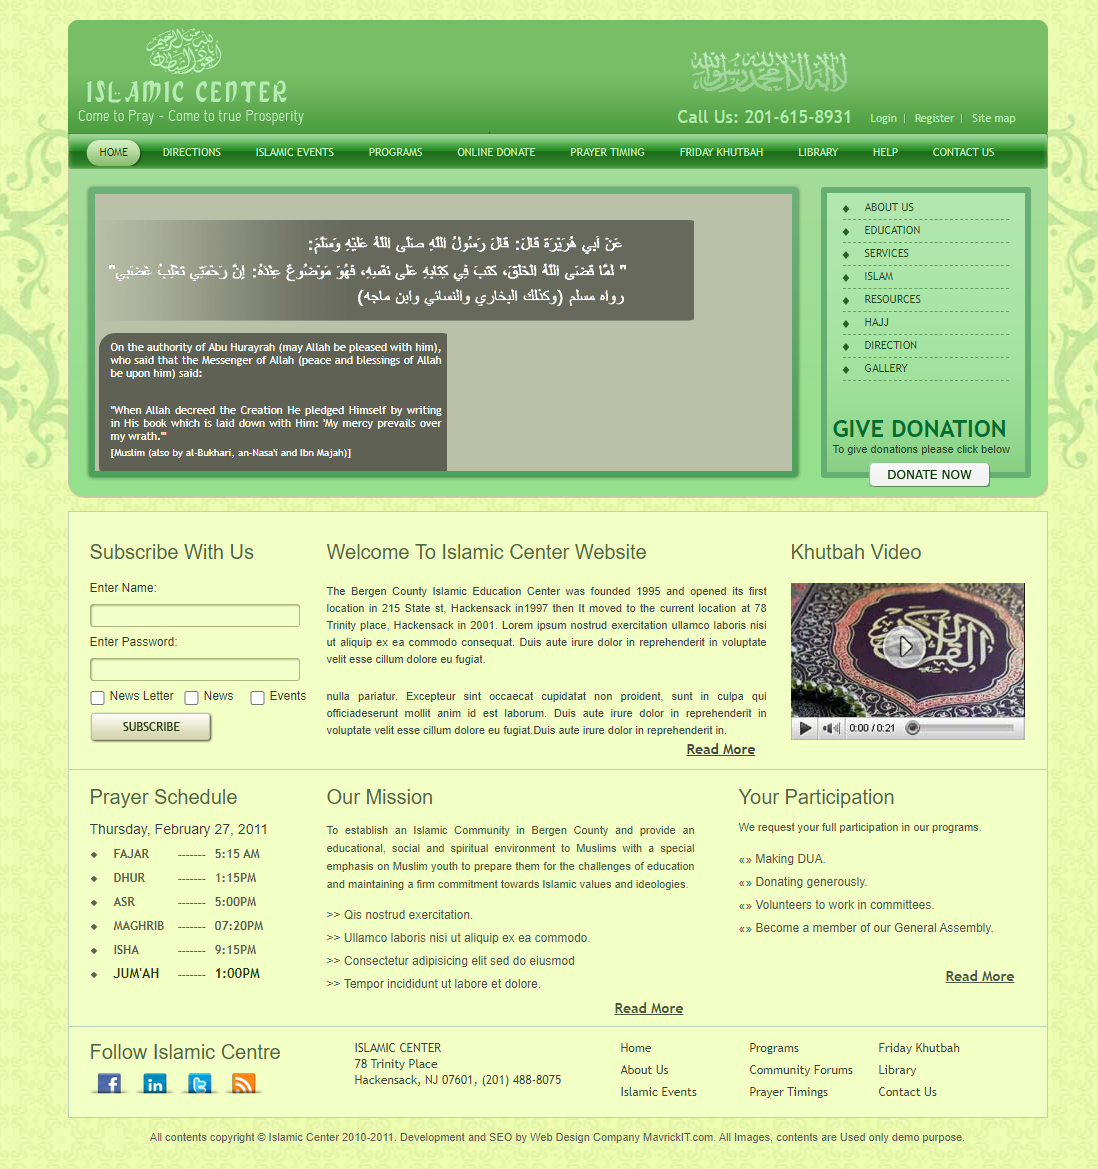 ISLAMIC CENTER
Come to Pray - Come to true Prosperity
لا إله إلا الله محمد رسول الله
Call Us: 201-615-8931
Login | Register | Site map
HOME DIRECTIONS ISLAMIC EVENTS PROGRAMS ONLINE DONATE PRAYER TIMING FRIDAY KHUTBAH LIBRARY HELP CONTACT US
عَنْ أَبِي هُرَيْرَةَ قَالَ: قَالَ رَسُولُ اللَّهِ صَلَّى اللَّهُ عَلَيْهِ وَسَلَّمَ:
" لَمَّا قَضَى اللَّهُ الْخَلْقَ، كَتَبَ فِي كِتَابِهِ عَلَى نَفْسِهِ، فَهُوَ مَوْضُوعٌ عِنْدَهُ: إِنَّ رَحْمَتِي تَغْلِبُ غَضَبِي"
رواه مسلم (وكذلك البخاري والنسائي وابن ماجه)
On the authority of Abu Hurayrah (may Allah be pleased with him),
who said that the Messenger of Allah (peace and blessings of Allah
be upon him) said:
"When Allah decreed the Creation He pledged Himself by writing
in His book which is laid down with Him: 'My mercy prevails over
my wrath.'"
[Muslim (also by al-Bukhari, an-Nasa'i and Ibn Majah)]
ABOUT US
EDUCATION
SERVICES
ISLAM
RESOURCES
HAJJ
DIRECTION
GALLERY
GIVE DONATION
To give donations please click below
DONATE NOW
Subscribe With Us
Enter Name:
Enter Password:
News Letter News Events
SUBSCRIBE
Welcome To Islamic Center Website
The Bergen County Islamic Education Center was founded 1995 and opened its first
location in 215 State st, Hackensack in1997 then It moved to the current location at 78
Trinity place, Hackensack in 2001. Lorem ipsum nostrud exercitation ullamco laboris nisi
ut aliquip ex ea commodo consequat. Duis aute irure dolor in reprehenderit in voluptate
velit esse cillum dolore eu fugiat.
nulla pariatur. Excepteur sint occaecat cupidatat non proident, sunt in culpa qui
officiadeserunt mollit anim id est laborum. Duis aute irure dolor in reprehenderit in
voluptate velit esse cillum dolore eu fugiat.Duis aute irure dolor in reprehenderit in.
Read More
Khutbah Video
0:00 / 0:21
Prayer Schedule
Thursday, February 27, 2011
FAJAR ------- 5:15 AM
DHUR ------- 1:15PM
ASR ------- 5:00PM
MAGHRIB ------- 07:20PM
ISHA ------- 9:15PM
JUM'AH ------- 1:00PM
Our Mission
To establish an Islamic Community in Bergen County and provide an
educational, social and spiritual environment to Muslims with a special
emphasis on Muslim youth to prepare them for the challenges of education
and maintaining a firm commitment towards Islamic values and ideologies.
>> Qis nostrud exercitation.
>> Ullamco laboris nisi ut aliquip ex ea commodo.
>> Consectetur adipisicing elit sed do eiusmod
>> Tempor incididunt ut labore et dolore.
Read More
Your Participation
We request your full participation in our programs.
«» Making DUA.
«» Donating generously.
«» Volunteers to work in committees.
«» Become a member of our General Assembly.
Read More
Follow Islamic Centre
ISLAMIC CENTER
78 Trinity Place
Hackensack, NJ 07601, (201) 488-8075
Home Programs Friday Khutbah
About Us Community Forums Library
Islamic Events Prayer Timings Contact Us
All contents copyright © Islamic Center 2010-2011. Development and SEO by Web Design Company MavrickIT.com. All Images, contents are Used only demo purpose.